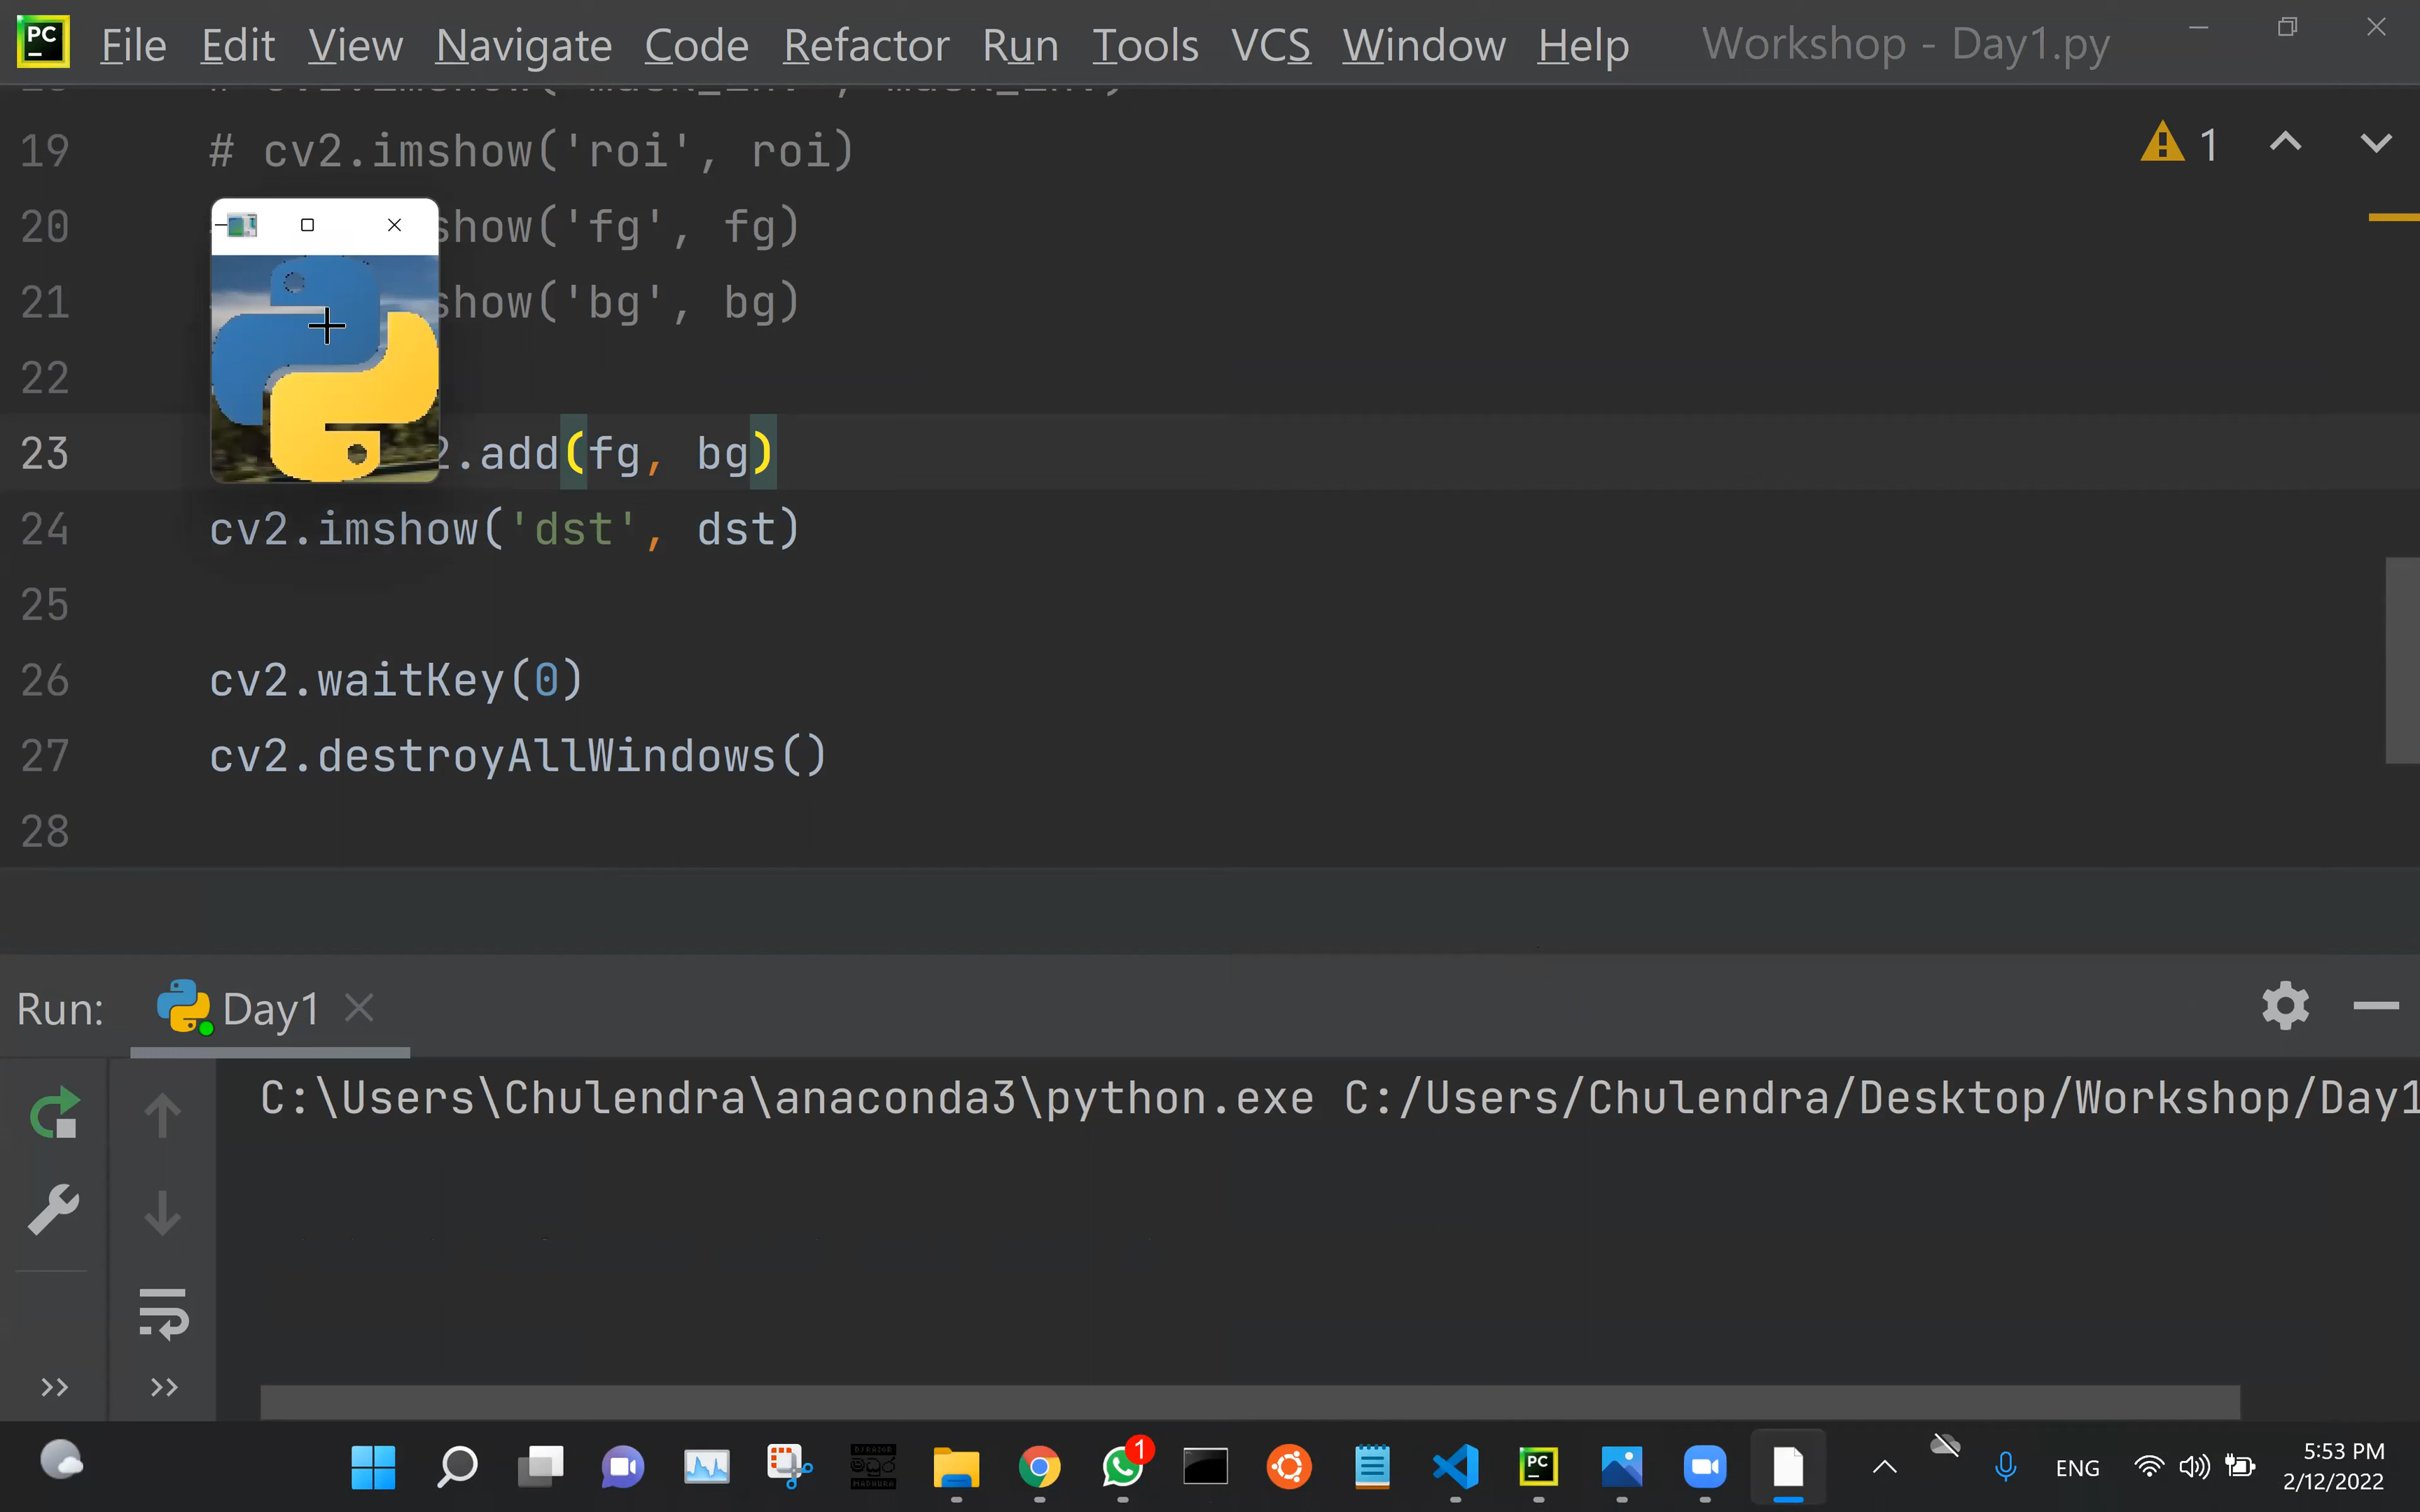 PC File Edit View Navigate Code Refactor Run Tools VCS Window Help Workshop - Day1.py
19 # cv2.imshow('roi', roi)
1
20 show('fg', fg)
21 show('bg', bg)
22
23 2.add(fg, bg)
24 cv2.imshow('dst', dst)
25
26 cv2.waitKey(0)
27 cv2.destroyAllWindows()
28
Run: Day1
C:\Users\Chulendra\anaconda3\python.exe C:/Users/Chulendra/Desktop/Workshop/Day1
1
PC
ENG
5:53 PM
2/12/2022